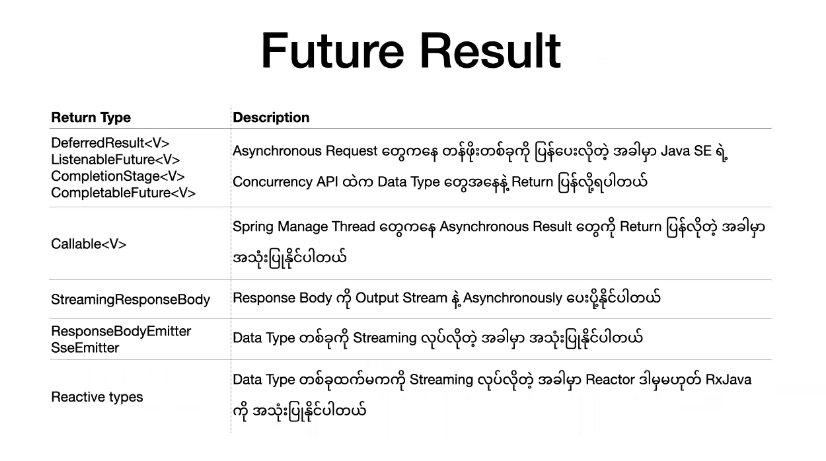 Future Result
Return Type Description
DeferredResult<V>
ListenableFuture<V>
CompletionStage<V>
CompletableFuture<V>
Asynchronous Request တွေကနေ တန်ဖိုးတစ်ခုကို ပြန်ပေးလိုတဲ့ အခါမှာ Java SE ရဲ့
Concurrency API ထဲက Data Type တွေအနေနဲ့ Return ပြန်လို့ရပါတယ်
Callable<V>
Spring Manage Thread တွေကနေ Asynchronous Result တွေကို Return ပြန်လိုတဲ့ အခါမှာ
အသုံးပြုနိုင်ပါတယ်
StreamingResponseBody Response Body ကို Output Stream နဲ့ Asynchronously ပေးပို့နိုင်ပါတယ်
ResponseBodyEmitter
SseEmitter
Data Type တစ်ခုကို Streaming လုပ်လိုတဲ့ အခါမှာ အသုံးပြုနိုင်ပါတယ်
Reactive types
Data Type တစ်ခုထက်မကကို Streaming လုပ်လိုတဲ့ အခါမှာ Reactor ဒါမှမဟုတ် RxJava
ကို အသုံးပြုနိုင်ပါတယ်